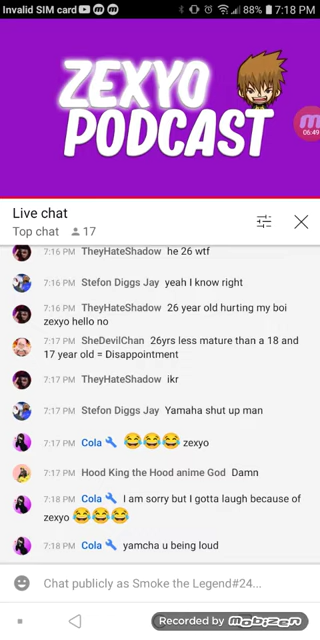 Invalid SIM card 88% 7:18 PM
ZEXYO
PODCAST
06:49
Live chat
Top chat 17
7:16 PM TheyHateShadow he 26 wtf
7:16 PM Stefon Diggs Jay yeah I know right
7:16 PM TheyHateShadow 26 year old hurting my boi
zexyo hello no
7:17 PM SheDevilChan 26yrs less mature than a 18 and
17 year old = Disappointment
7:17 PM TheyHateShadow ikr
7:17 PM Stefon Diggs Jay Yamaha shut up man
7:17 PM Cola 😂😂😂 zexyo
7:17 PM Hood King the Hood anime God Damn
7:18 PM Cola I am sorry but I gotta laugh because of
zexyo 😂😂😂
7:18 PM Cola yamcha u being loud
Chat publicly as Smoke the Legend#24...
Recorded by mobizen